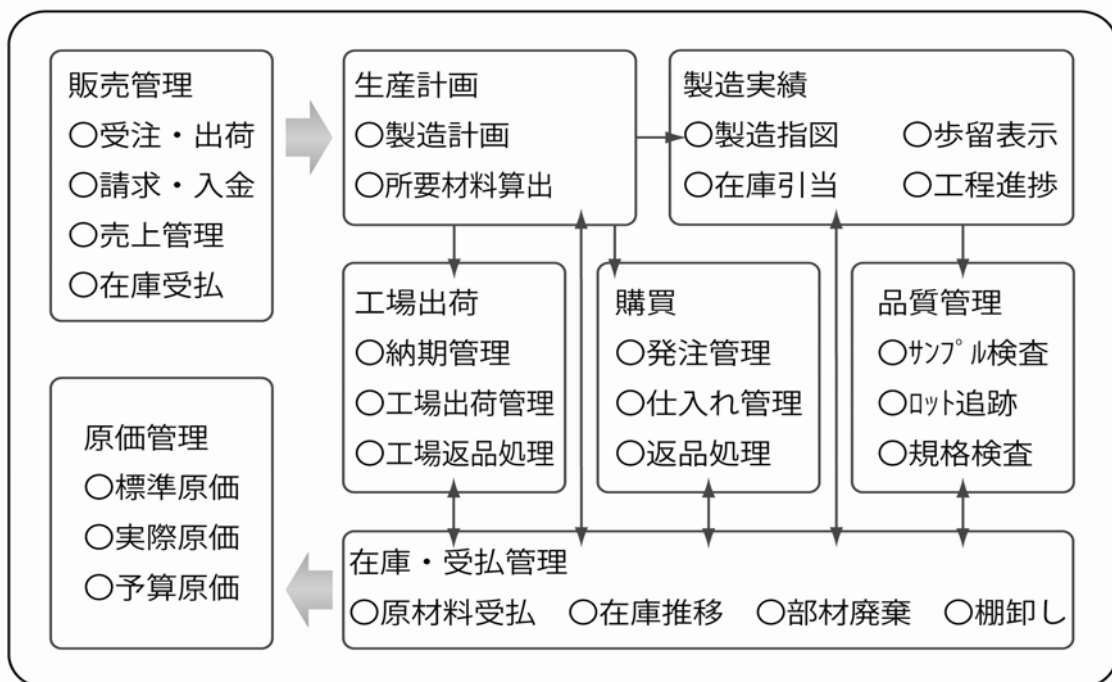 販売管理
○受注・出荷
○請求・入金
○売上管理
○在庫受払
生産計画
○製造計画
○所要材料算出
製造実績
○製造指図 ○歩留表示
○在庫引当 ○工程進捗
工場出荷
○納期管理
○工場出荷管理
○工場返品処理
購買
○発注管理
○仕入れ管理
○返品処理
品質管理
○ｻﾝﾌﾟﾙ検査
○ﾛｯﾄ追跡
○規格検査
原価管理
○標準原価
○実際原価
○予算原価
在庫・受払管理
○原材料受払 ○在庫推移 ○部材廃棄 ○棚卸し